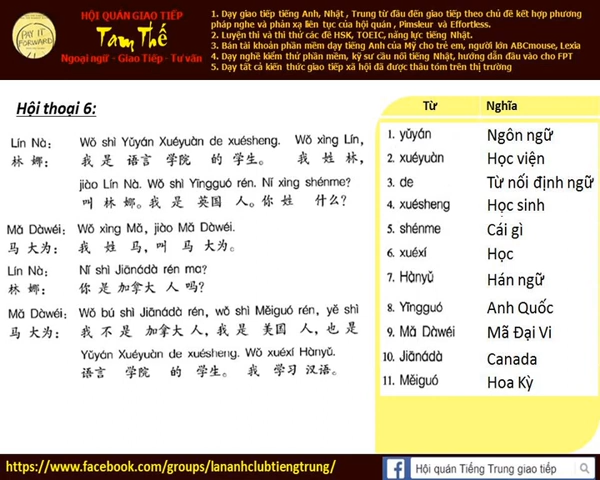 PAY IT FORWARD
HỘI QUÁN GIAO TIẾP
Tam Thế
Ngoại ngữ - Giao Tiếp - Tư vấn
1. Dạy giao tiếp tiếng Anh, Nhật , Trung từ đầu đến giao tiếp theo chủ đề kết hợp phương
pháp nghe và phản xạ liên tục của hội quán , Pimsleur và Effortless.
2. Luyện thi và thi thử các đề HSK, TOEIC, năng lực tiếng Nhật.
3. Bán tài khoản phần mềm dạy tiếng Anh của Mỹ cho trẻ em, người lớn ABCmouse, Lexia
4. Dạy nghề kiểm thử phần mềm, kỹ sư cầu nối tiếng Nhật, hướng dẫn đầu vào cho FPT
5. Dạy tất cả kiến thức giao tiếp xã hội đã được thâu tóm trên thị trường
Hội thoại 6:
Lín Nà: Wǒ shì Yǔyán Xuéyuàn de xuésheng. Wǒ xìng Lín,
林 娜: 我 是 语言 学院 的 学生。 我 姓 林,
jiào Lín Nà. Wǒ shì Yīngguó rén. Nǐ xìng shénme?
叫 林 娜。我 是 英国 人。你 姓 什么?
Mǎ Dàwéi: Wǒ xìng Mǎ, jiào Mǎ Dàwéi.
马 大为: 我 姓 马, 叫 马 大为。
Lín Nà: Nǐ shì Jiānádà rén ma?
林 娜: 你 是 加拿大 人 吗?
Mǎ Dàwéi: Wǒ bú shì Jiānádà rén, wǒ shì Měiguó rén, yě shì
马 大为: 我 不 是 加拿大 人, 我 是 美国 人, 也 是
Yǔyán Xuéyuàn de xuésheng. Wǒ xuéxí Hànyǔ.
语言 学院 的 学生。 我 学习 汉语。
Từ Nghĩa
1. yǔyán Ngôn ngữ
2. xuéyuàn Học viện
3. de Từ nối định ngữ
4. xuésheng Học sinh
5. shénme Cái gì
6. xuéxí Học
7. Hànyǔ Hán ngữ
8. Yīngguó Anh Quốc
9. Mǎ Dàwéi Mã Đại Vi
10. Jiānádà Canada
11. Měiguó Hoa Kỳ
https://www.facebook.com/groups/lananhclubtiengtrung/
f Hội quán Tiếng Trung giao tiếp